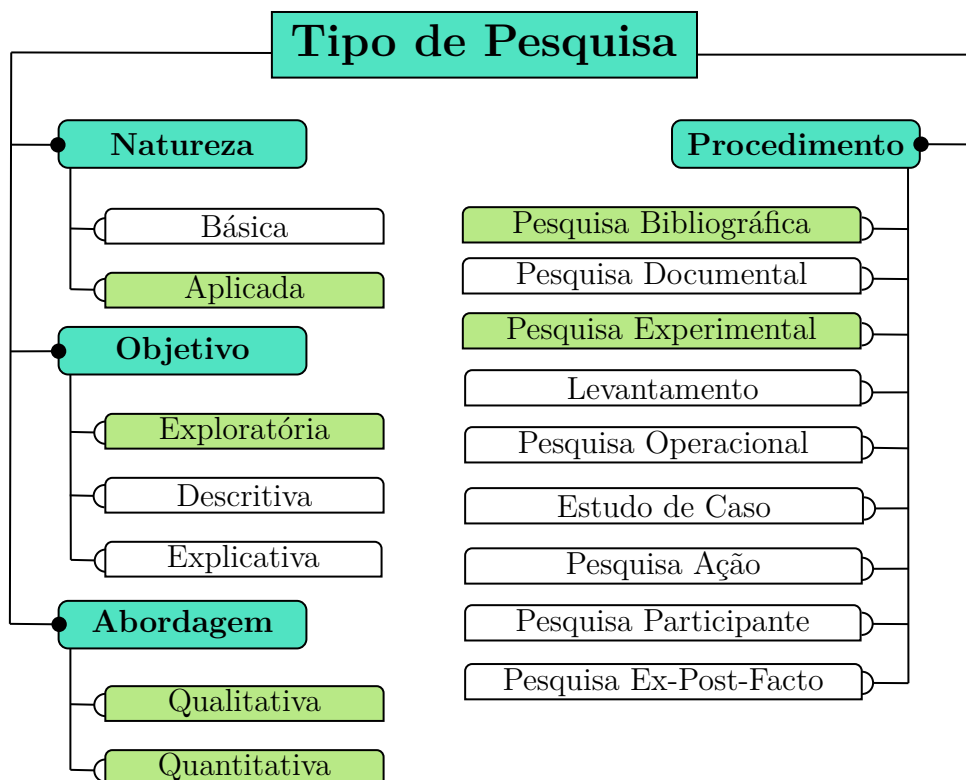 Tipo de Pesquisa
Natureza
Básica
Aplicada
Objetivo
Exploratória
Descritiva
Explicativa
Abordagem
Qualitativa
Quantitativa
Procedimento
Pesquisa Bibliográfica
Pesquisa Documental
Pesquisa Experimental
Levantamento
Pesquisa Operacional
Estudo de Caso
Pesquisa Ação
Pesquisa Participante
Pesquisa Ex-Post-Facto